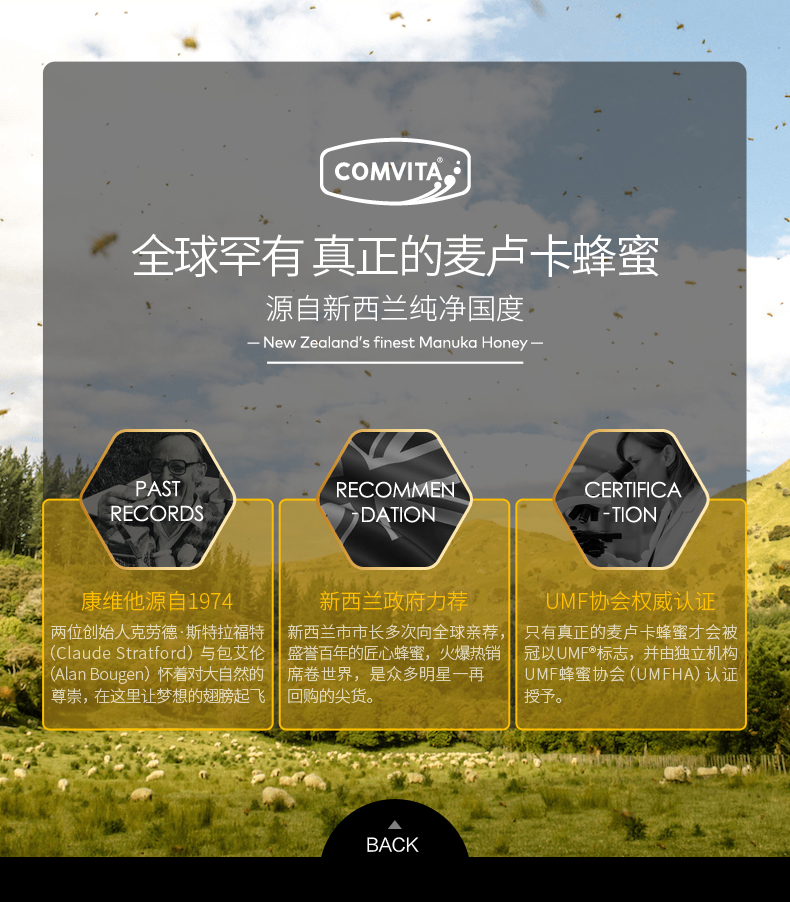 COMVITA®
全球罕有 真正的麦卢卡蜂蜜
源自新西兰纯净国度
— New Zealand's finest Manuka Honey —
PAST
RECORDS
康维他源自1974
两位创始人克劳德·斯特拉福特
(Claude Stratford) 与包艾伦
(Alan Bougen) 怀着对大自然的
尊崇，在这里让梦想的翅膀起飞
RECOMMEN
-DATION
新西兰政府力荐
新西兰市市长多次向全球亲荐，
盛誉百年的匠心蜂蜜，火爆热销
席卷世界，是众多明星一再
回购的尖货。
CERTIFICA
-TION
UMF协会权威认证
只有真正的麦卢卡蜂蜜才会被
冠以UMF®标志，并由独立机构
UMF蜂蜜协会 (UMFHA) 认证
授予。
BACK